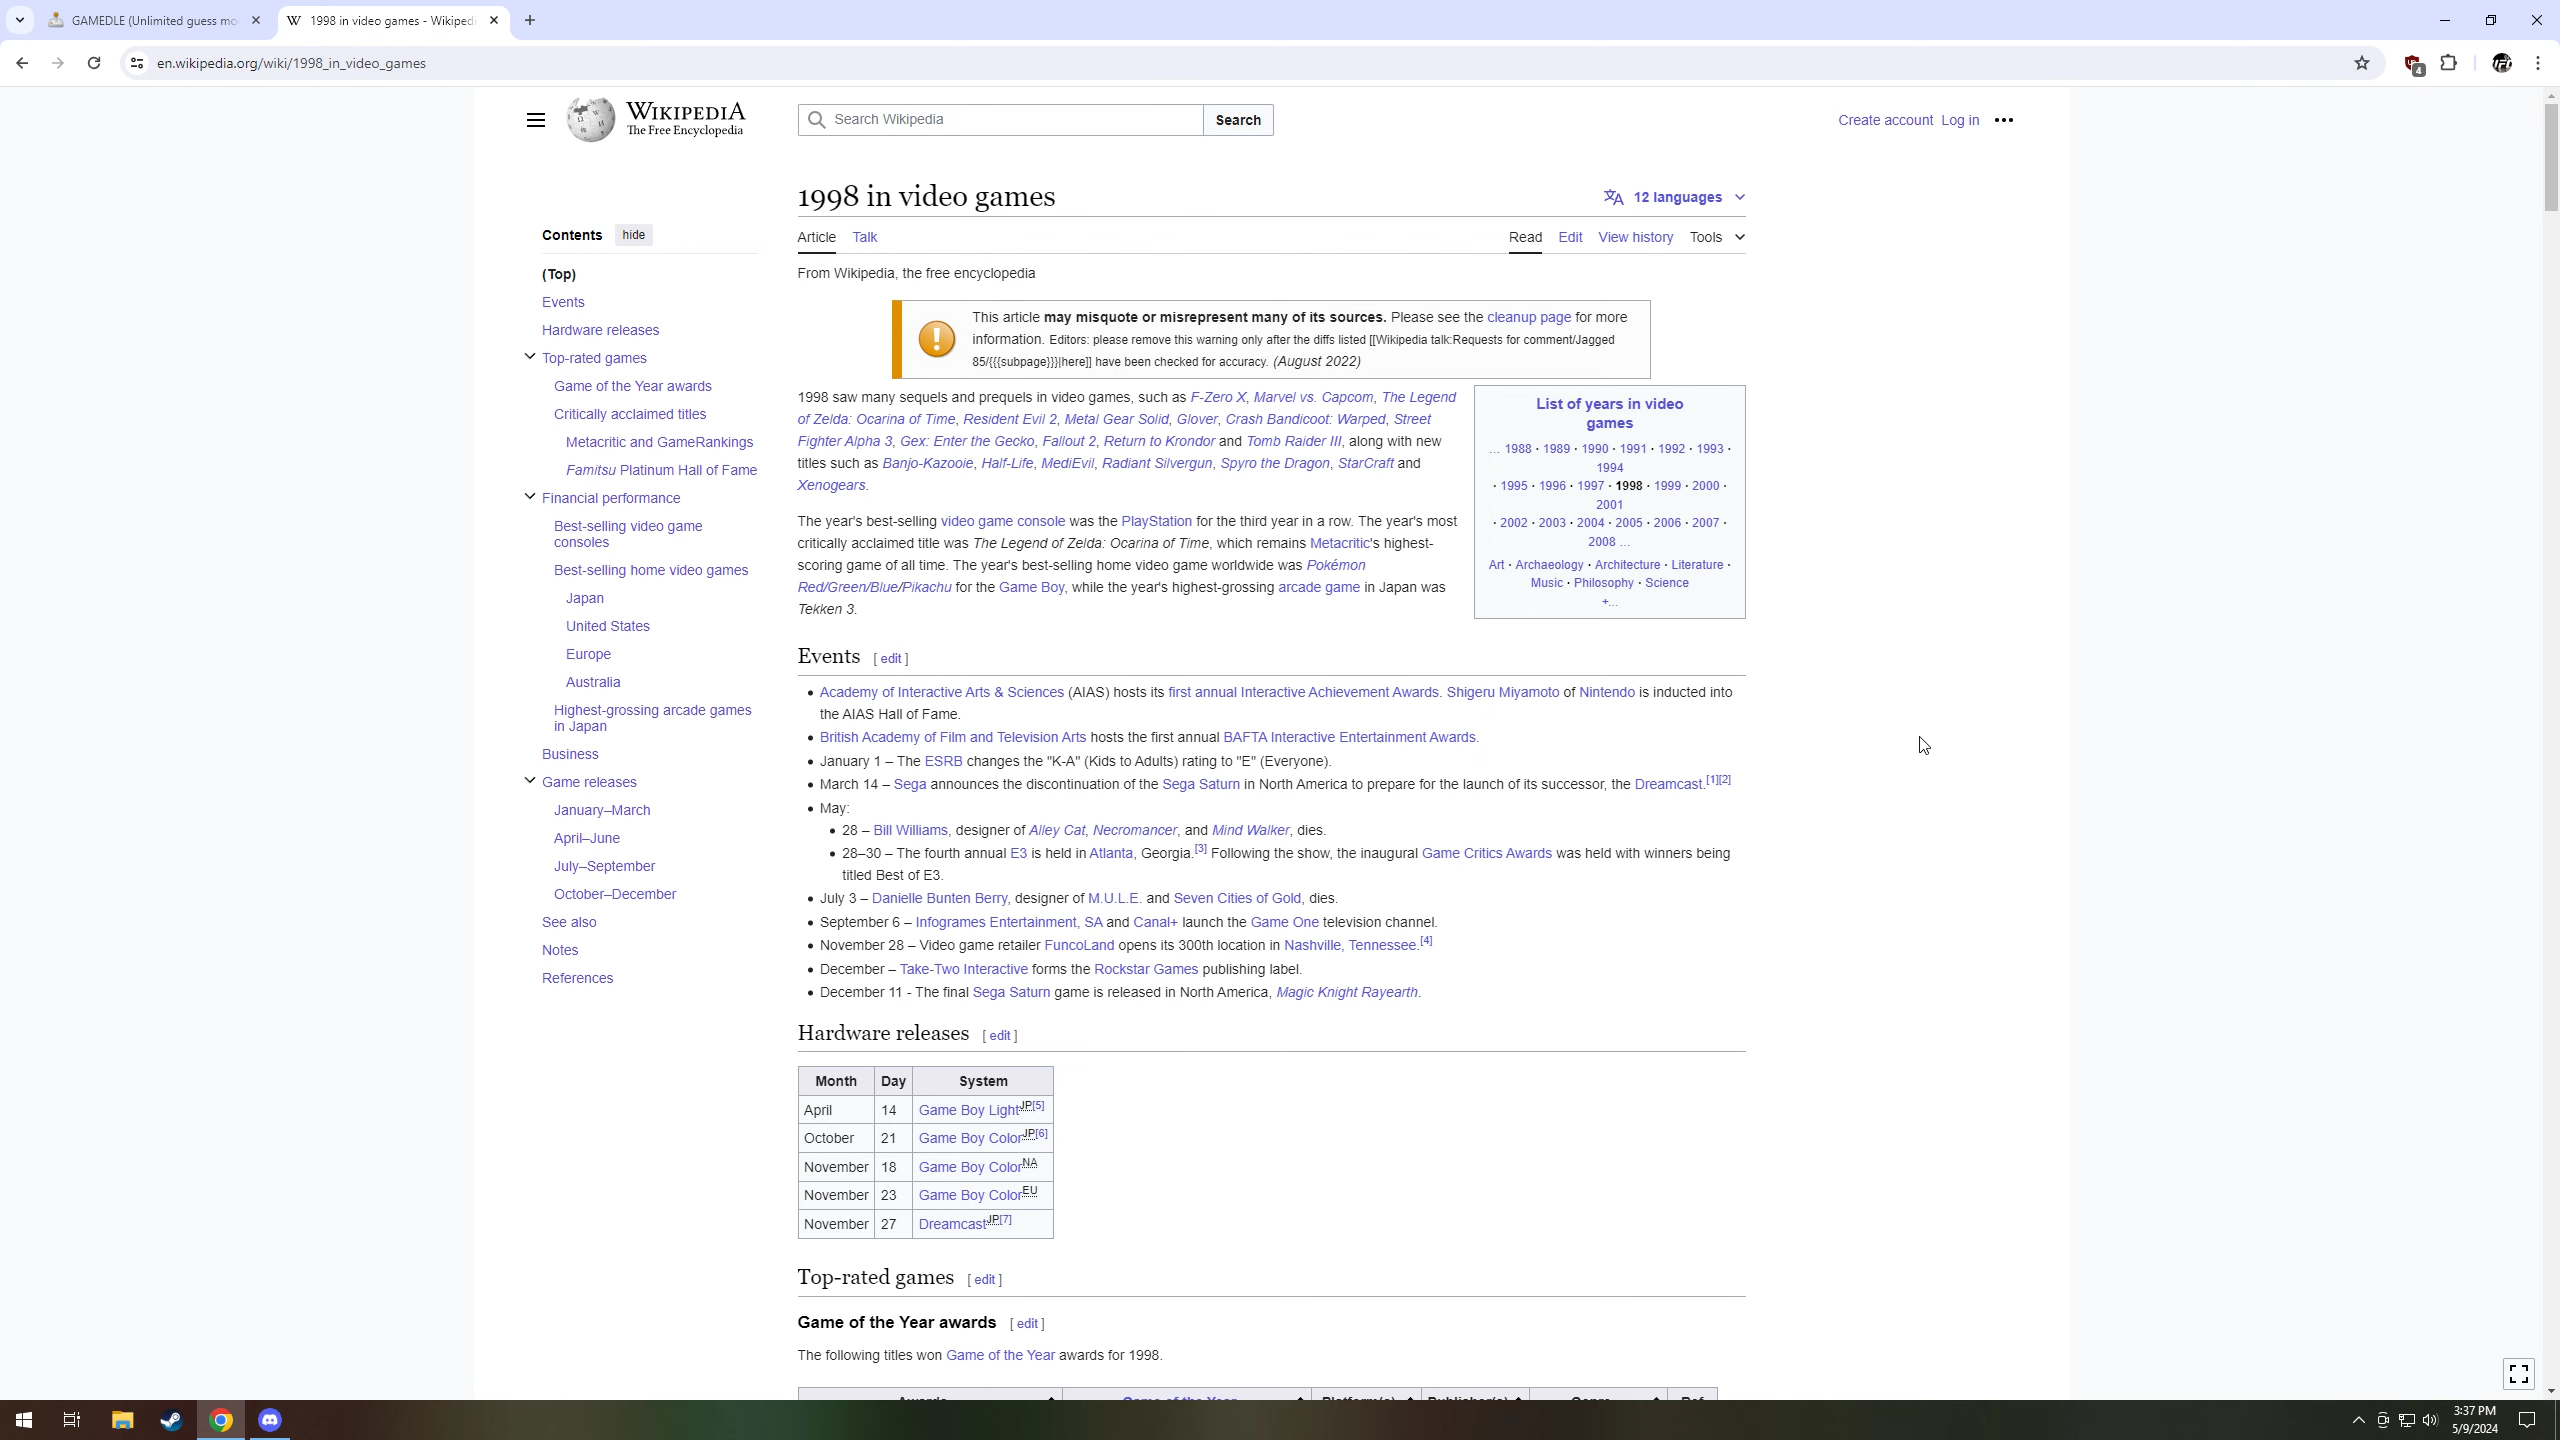 GAMEDLE (Unlimited guess mo
1998 in video games - Wikiped
en.wikipedia.org/wiki/1998_in_video_games
4
WIKIPEDIA
The Free Encyclopedia
Search Wikipedia
Search
Create account Log in
1998 in video games
12 languages
Article Talk
Read Edit View history Tools
From Wikipedia, the free encyclopedia
Contents hide
(Top)
Events
Hardware releases
Top-rated games
Game of the Year awards
Critically acclaimed titles
Metacritic and GameRankings
Famitsu Platinum Hall of Fame
Financial performance
Best-selling video game
consoles
Best-selling home video games
Japan
United States
Europe
Australia
Highest-grossing arcade games
in Japan
Business
Game releases
January–March
April–June
July–September
October–December
See also
Notes
References
This article may misquote or misrepresent many of its sources. Please see the cleanup page for more
information. Editors: please remove this warning only after the diffs listed [[Wikipedia talk:Requests for comment/Jagged
85/{{{subpage}}}|here]] have been checked for accuracy. (August 2022)
1998 saw many sequels and prequels in video games, such as F-Zero X, Marvel vs. Capcom, The Legend
of Zelda: Ocarina of Time, Resident Evil 2, Metal Gear Solid, Glover, Crash Bandicoot: Warped, Street
Fighter Alpha 3, Gex: Enter the Gecko, Fallout 2, Return to Krondor and Tomb Raider III, along with new
titles such as Banjo-Kazooie, Half-Life, MediEvil, Radiant Silvergun, Spyro the Dragon, StarCraft and
Xenogears.
The year's best-selling video game console was the PlayStation for the third year in a row. The year's most
critically acclaimed title was The Legend of Zelda: Ocarina of Time, which remains Metacritic's highest-
scoring game of all time. The year's best-selling home video game worldwide was Pokémon
Red/Green/Blue/Pikachu for the Game Boy, while the year's highest-grossing arcade game in Japan was
Tekken 3.
List of years in video
games
... 1988 · 1989 · 1990 · 1991 · 1992 · 1993 ·
1994
· 1995 · 1996 · 1997 · 1998 · 1999 · 2000 ·
2001
· 2002 · 2003 · 2004 · 2005 · 2006 · 2007 ·
2008 ...
Art · Archaeology · Architecture · Literature ·
Music · Philosophy · Science
+...
Events [ edit ]
• Academy of Interactive Arts & Sciences (AIAS) hosts its first annual Interactive Achievement Awards. Shigeru Miyamoto of Nintendo is inducted into
the AIAS Hall of Fame.
• British Academy of Film and Television Arts hosts the first annual BAFTA Interactive Entertainment Awards.
• January 1 – The ESRB changes the "K-A" (Kids to Adults) rating to "E" (Everyone).
• March 14 – Sega announces the discontinuation of the Sega Saturn in North America to prepare for the launch of its successor, the Dreamcast.[1][2]
• May:
• 28 – Bill Williams, designer of Alley Cat, Necromancer, and Mind Walker, dies.
• 28–30 – The fourth annual E3 is held in Atlanta, Georgia.[3] Following the show, the inaugural Game Critics Awards was held with winners being
titled Best of E3.
• July 3 – Danielle Bunten Berry, designer of M.U.L.E. and Seven Cities of Gold, dies.
• September 6 – Infogrames Entertainment, SA and Canal+ launch the Game One television channel.
• November 28 – Video game retailer FuncoLand opens its 300th location in Nashville, Tennessee.[4]
• December – Take-Two Interactive forms the Rockstar Games publishing label.
• December 11 - The final Sega Saturn game is released in North America, Magic Knight Rayearth.
Hardware releases [ edit ]
Month Day System
April 14 Game Boy Light JP[5]
October 21 Game Boy Color JP[6]
November 18 Game Boy Color NA
November 23 Game Boy Color EU
November 27 Dreamcast JP[7]
Top-rated games [ edit ]
Game of the Year awards [ edit ]
The following titles won Game of the Year awards for 1998.
3:37 PM
5/9/2024